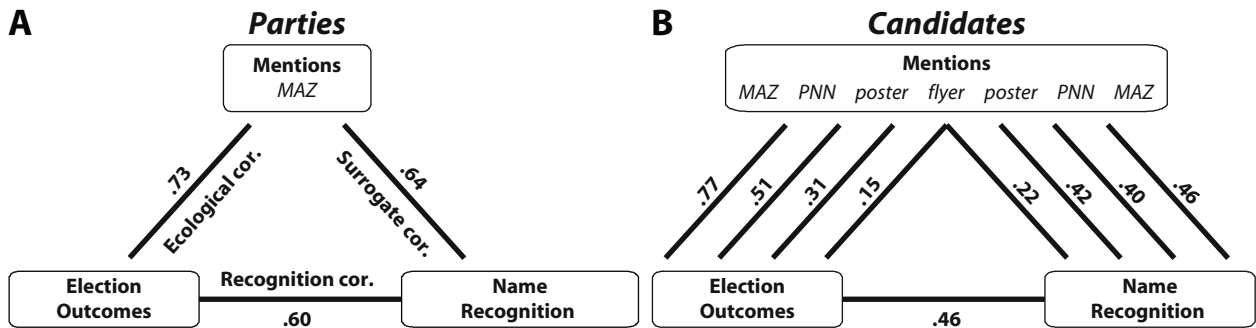 A
Parties
Mentions
MAZ
.73
Ecological cor.
.64
Surrogate cor.
Election
Outcomes
Recognition cor.
.60
Name
Recognition
B
Candidates
Mentions
MAZ PNN poster flyer poster PNN MAZ
.77
.51
.31
.15
.22
.42
.40
.46
Election
Outcomes
.46
Name
Recognition